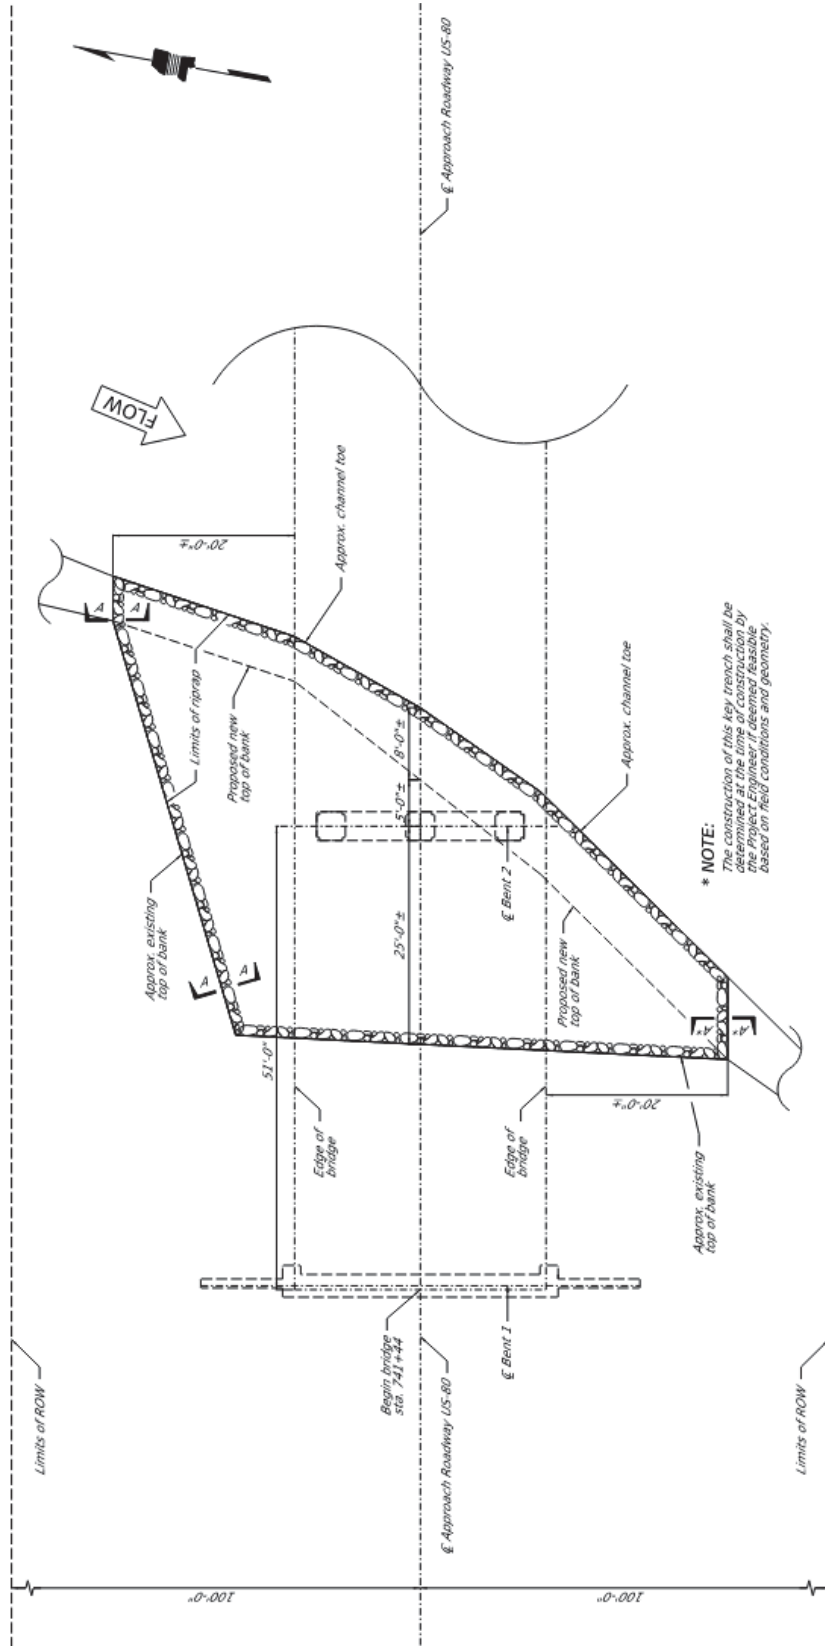 ℄ Approach Roadway US-80
FLOW
20'-0"±
Approx. channel toe
A
A
Limits of riprap
Proposed new
top of bank
Approx. existing
top of bank
A
A
8'-0"±
5'-0"±
25'-0"±
℄ Bent 2
Approx. channel toe
* NOTE:
The construction of this key trench shall be
determined at the time of construction by
the Project Engineer if deemed feasible
based on field conditions and geometry.
Proposed new
top of bank
A*
A*
51'-0"
20'-0"±
Edge of
bridge
Edge of
bridge
Approx. existing
top of bank
Begin bridge
sta. 741+44
℄ Bent 1
℄ Approach Roadway US-80
Limits of ROW
Limits of ROW
100'-0"
100'-0"